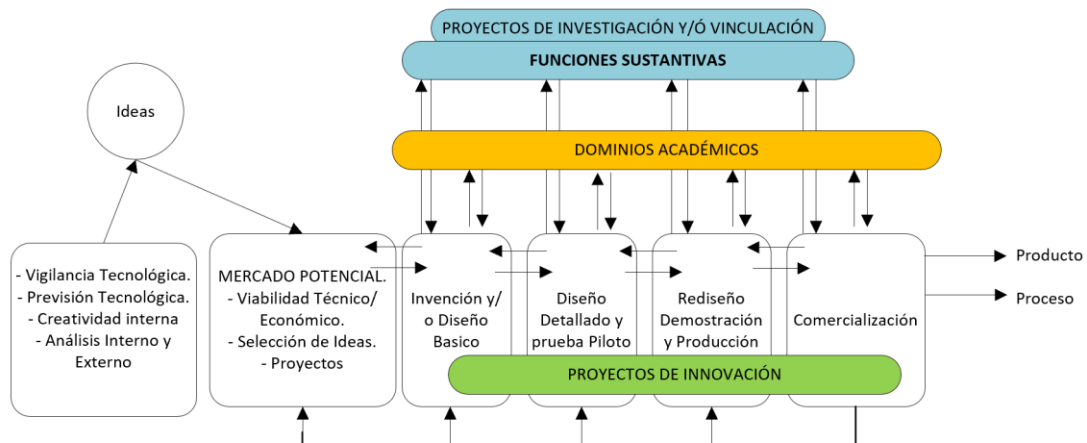 PROYECTOS DE INVESTIGACIÓN Y/Ó VINCULACIÓN
FUNCIONES SUSTANTIVAS
Ideas
DOMINIOS ACADÉMICOS
- Vigilancia Tecnológica.
- Previsión Tecnológica.
- Creatividad interna
- Análisis Interno y
Externo
MERCADO POTENCIAL.
- Viabilidad Técnico/
Económico.
- Selección de Ideas.
- Proyectos
Invención y/
o Diseño
Basico
Diseño
Detallado y
prueba Piloto
Rediseño
Demostración
y Producción
Comercialización
Producto
Proceso
PROYECTOS DE INNOVACIÓN